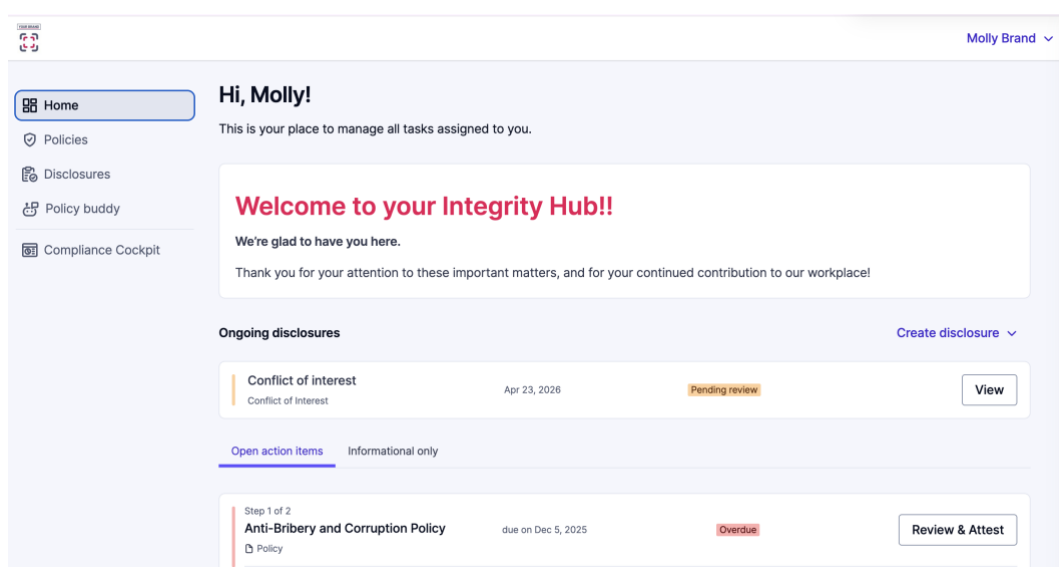 YOUR BRAND
Molly Brand
Home
Policies
Disclosures
Policy buddy
Compliance Cockpit
Hi, Molly!
This is your place to manage all tasks assigned to you.
Welcome to your Integrity Hub!!
We're glad to have you here.
Thank you for your attention to these important matters, and for your continued contribution to our workplace!
Ongoing disclosures
Create disclosure
Conflict of interest
Conflict of Interest
Apr 23, 2026
Pending review
View
Open action items
Informational only
Step 1 of 2
Anti-Bribery and Corruption Policy
Policy
due on Dec 5, 2025
Overdue
Review & Attest